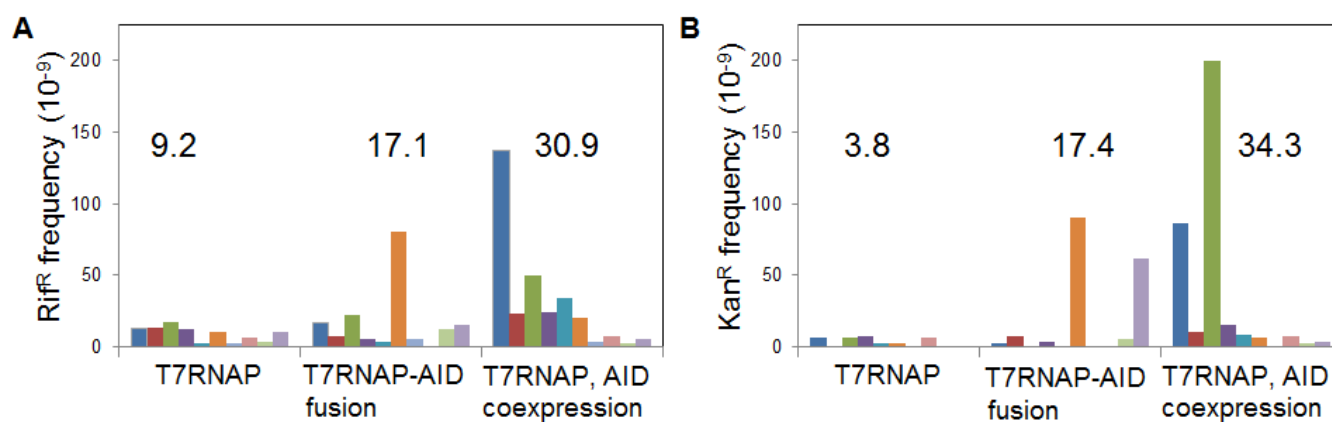 A
Rifᴿ frequency (10⁻⁹)
200
150
100
50
0
9.2
17.1
30.9
T7RNAP
T7RNAP-AID
fusion
T7RNAP, AID
coexpression
B
Kanᴿ frequency (10⁻⁹)
200
150
100
50
0
3.8
17.4
34.3
T7RNAP
T7RNAP-AID
fusion
T7RNAP, AID
coexpression